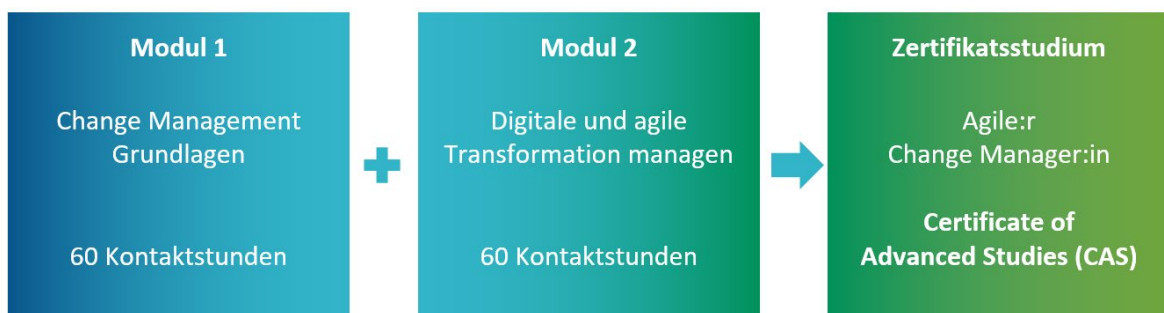 Modul 1
Change Management
Grundlagen
60 Kontaktstunden
Modul 2
Digitale und agile
Transformation managen
60 Kontaktstunden
Zertifikatsstudium
Agile:r
Change Manager:in
Certificate of
Advanced Studies (CAS)